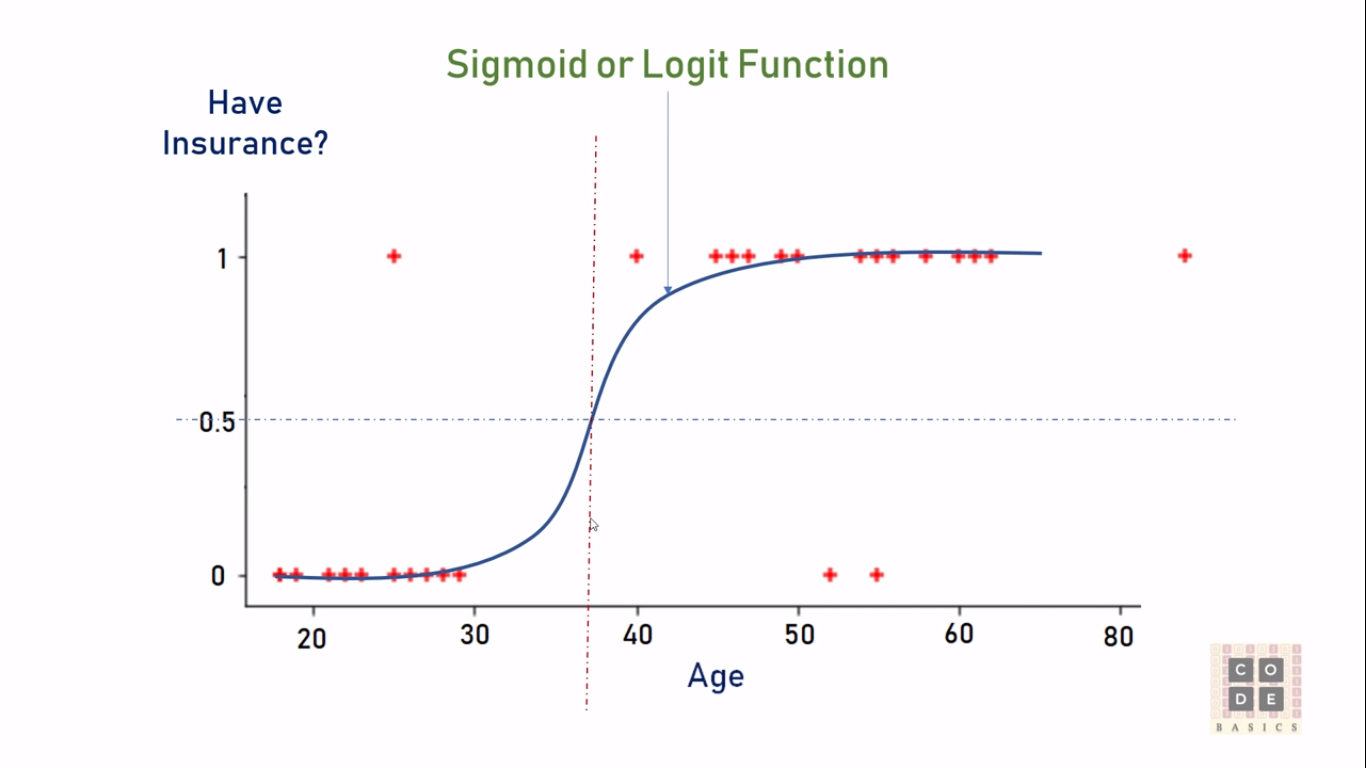 Sigmoid or Logit Function
Have
Insurance?
1
0.5
0
20 30 40 50 60 80
Age
C O
D E
B A S I C S